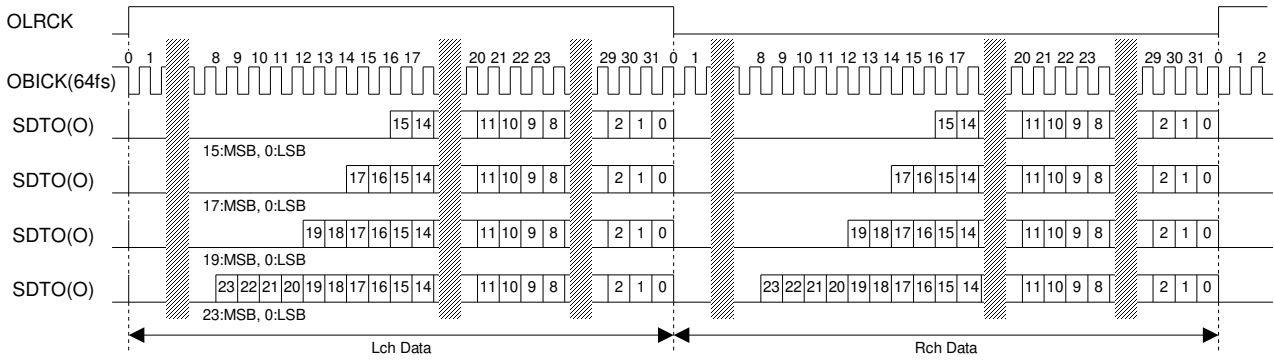 OLRCK
0 1 8 9 10 11 12 13 14 15 16 17 20 21 22 23 29 30 31 0 1 8 9 10 11 12 13 14 15 16 17 20 21 22 23 29 30 31 0 1 2
OBICK(64fs)
SDTO(O) 15 14 11 10 9 8 2 1 0 15 14 11 10 9 8 2 1 0
15:MSB, 0:LSB
SDTO(O) 17 16 15 14 11 10 9 8 2 1 0 17 16 15 14 11 10 9 8 2 1 0
17:MSB, 0:LSB
SDTO(O) 19 18 17 16 15 14 11 10 9 8 2 1 0 19 18 17 16 15 14 11 10 9 8 2 1 0
19:MSB, 0:LSB
SDTO(O) 23 22 21 20 19 18 17 16 15 14 11 10 9 8 2 1 0 23 22 21 20 19 18 17 16 15 14 11 10 9 8 2 1 0
23:MSB, 0:LSB
Lch Data Rch Data